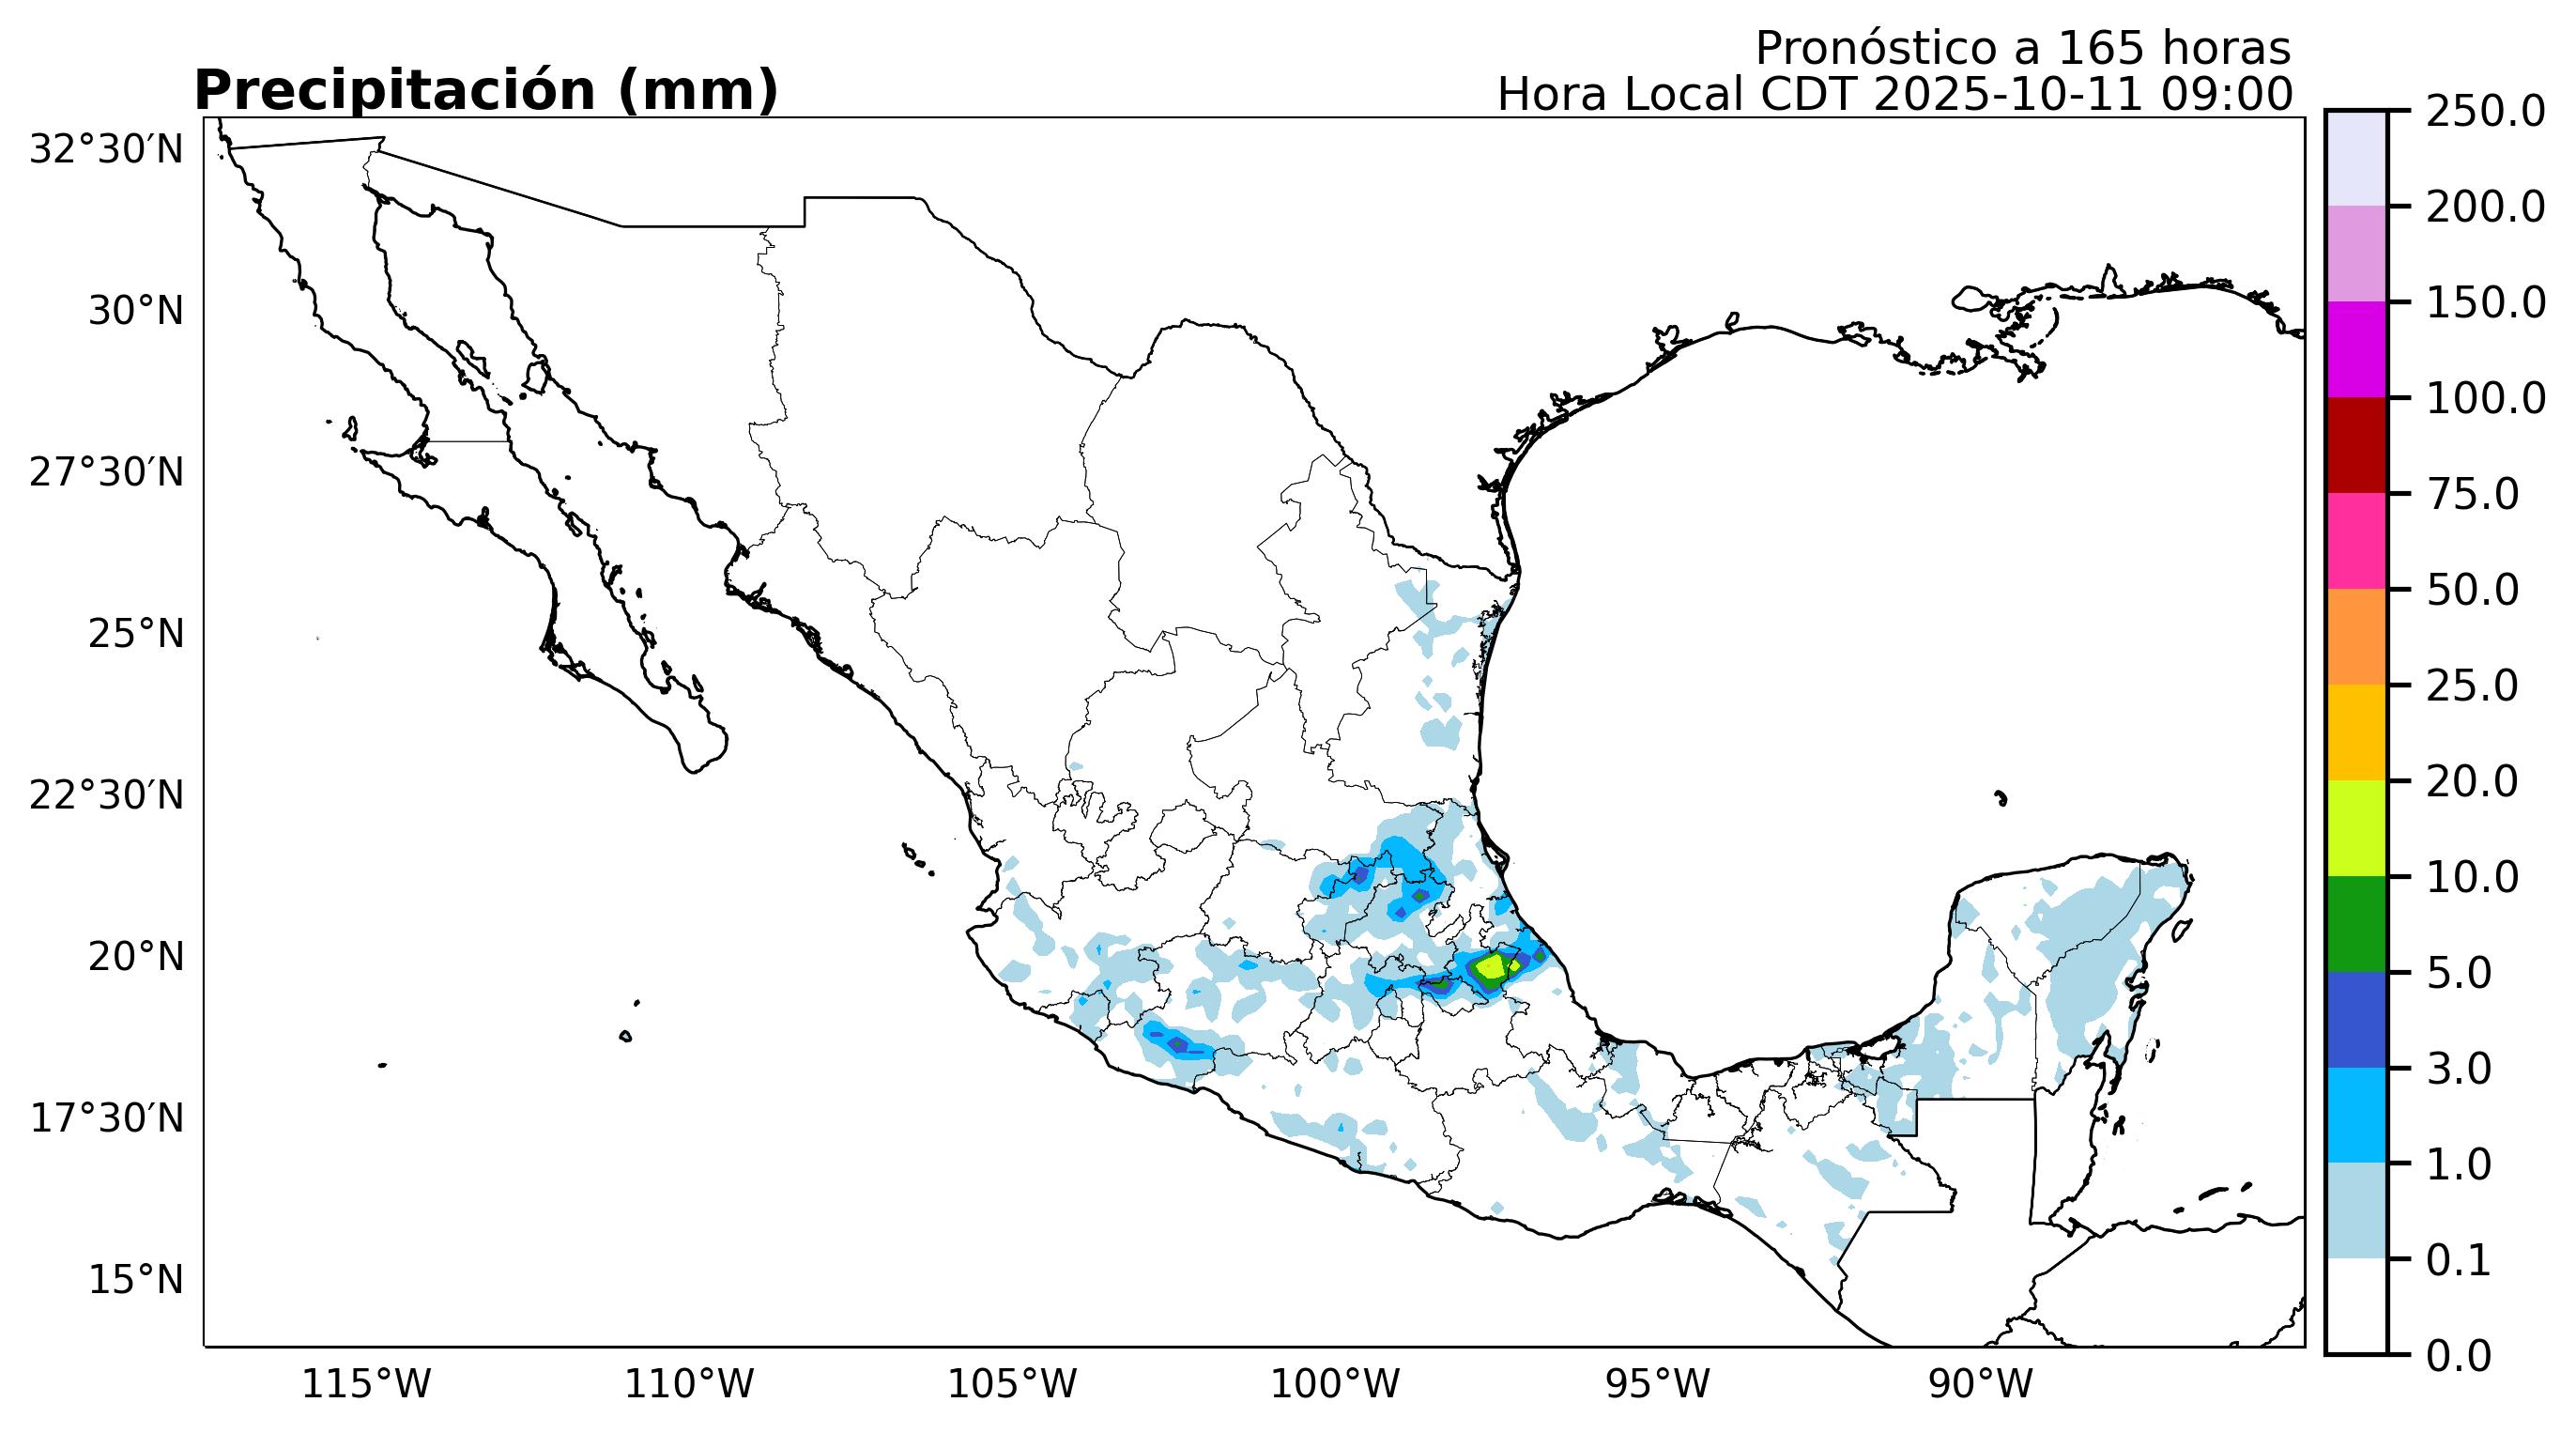 Pronóstico a 165 horas
Precipitación (mm)
Hora Local CDT 2025-10-11 09:00
32°30′N
30°N
27°30′N
25°N
22°30′N
20°N
17°30′N
15°N
115°W
110°W
105°W
100°W
95°W
90°W
250.0
200.0
150.0
100.0
75.0
50.0
25.0
20.0
10.0
5.0
3.0
1.0
0.1
0.0